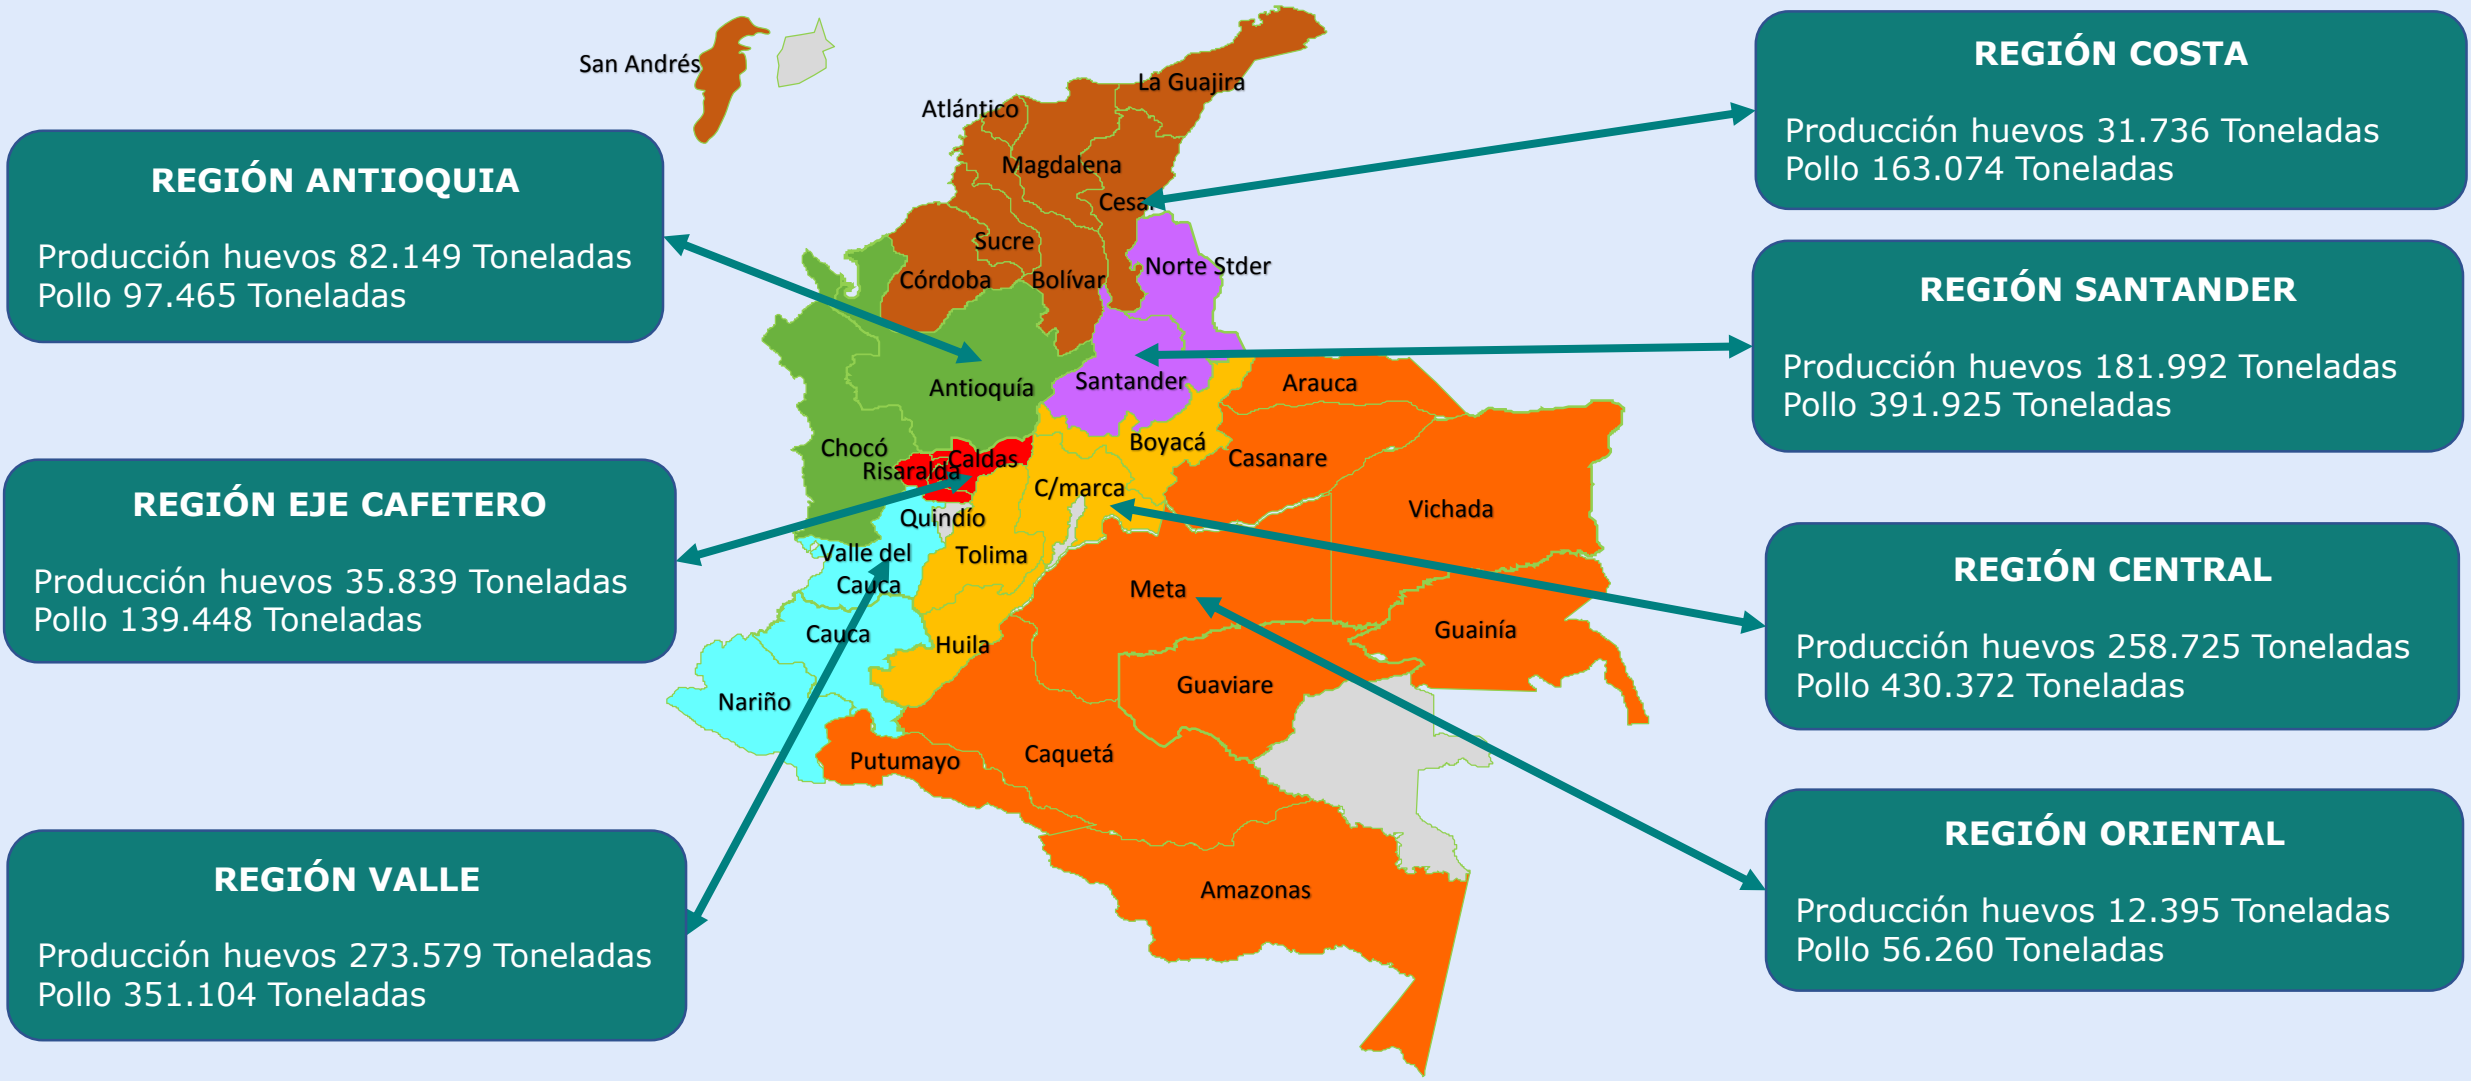 REGIÓN ANTIOQUIA
Producción huevos 82.149 Toneladas
Pollo 97.465 Toneladas
REGIÓN EJE CAFETERO
Producción huevos 35.839 Toneladas
Pollo 139.448 Toneladas
REGIÓN VALLE
Producción huevos 273.579 Toneladas
Pollo 351.104 Toneladas
San Andrés
La Guajira
Atlántico
Magdalena
Cesar
Sucre
Córdoba
Bolívar
Norte Stder
Antioquía
Santander
Arauca
Chocó
Boyacá
Caldas
Risaralda
Casanare
C/marca
Vichada
Quindío
Valle del
Cauca
Tolima
Meta
Cauca
Huila
Guainía
Nariño
Guaviare
Putumayo
Caquetá
Amazonas
REGIÓN COSTA
Producción huevos 31.736 Toneladas
Pollo 163.074 Toneladas
REGIÓN SANTANDER
Producción huevos 181.992 Toneladas
Pollo 391.925 Toneladas
REGIÓN CENTRAL
Producción huevos 258.725 Toneladas
Pollo 430.372 Toneladas
REGIÓN ORIENTAL
Producción huevos 12.395 Toneladas
Pollo 56.260 Toneladas